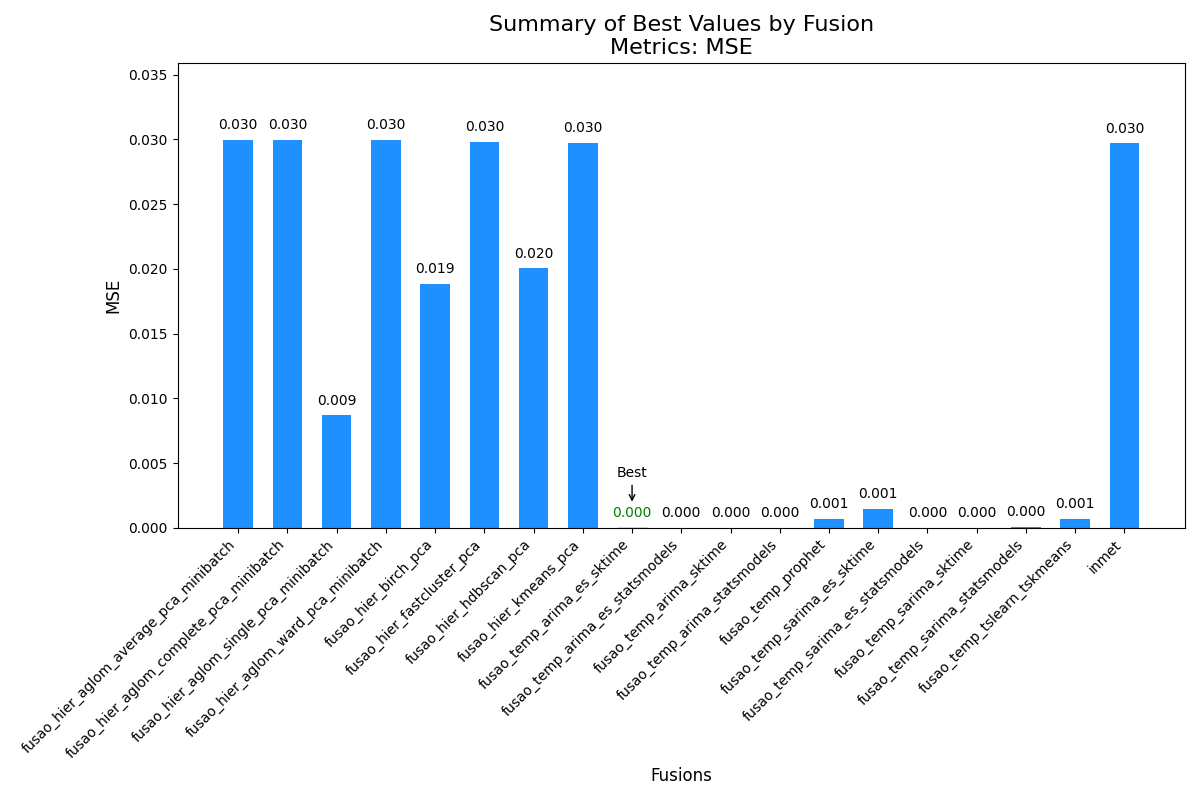 Summary of Best Values by Fusion
Metrics: MSE
MSE
0.035
0.030
0.025
0.020
0.015
0.010
0.005
0.000
0.030
0.030
0.009
0.030
0.019
0.030
0.020
0.030
Best
0.000
0.000
0.000
0.000
0.001
0.001
0.000
0.000
0.000
0.001
0.030
fusao_hier_aglom_average_pca_minibatch
fusao_hier_aglom_complete_pca_minibatch
fusao_hier_aglom_single_pca_minibatch
fusao_hier_aglom_ward_pca_minibatch
fusao_hier_birch_pca
fusao_hier_fastcluster_pca
fusao_hier_hdbscan_pca
fusao_hier_kmeans_pca
fusao_temp_arima_es_sktime
fusao_temp_arima_es_statsmodels
fusao_temp_arima_sktime
fusao_temp_arima_statsmodels
fusao_temp_prophet
fusao_temp_sarima_es_sktime
fusao_temp_sarima_es_statsmodels
fusao_temp_sarima_sktime
fusao_temp_sarima_statsmodels
fusao_temp_tslearn_tskmeans
inmet
Fusions